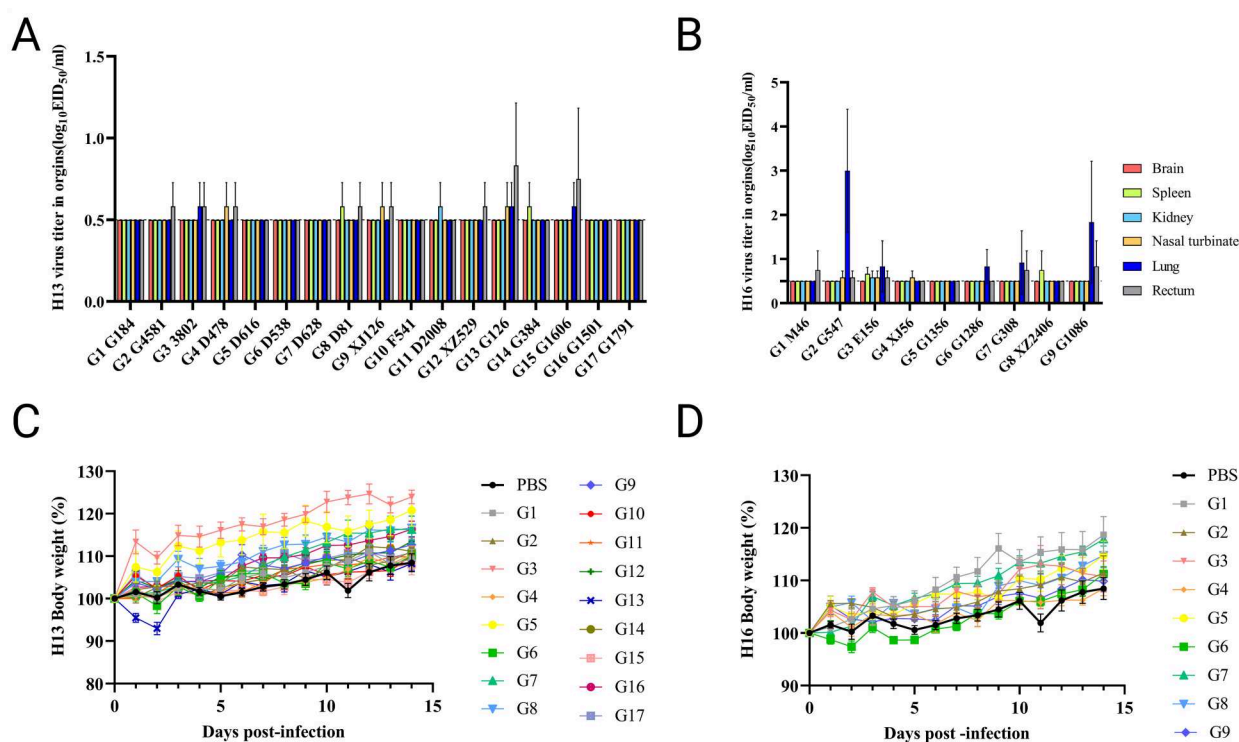 A
H13 virus titer in orgins(log10EID50/ml)
1.5
1.0
0.5
0.0
G1 G184
G2 G4581
G3 3802
G4 D478
G5 D616
G6 D538
G7 D628
G8 D81
G9 XJ126
G10 F541
G11 D2008
G12 XZ529
G13 G126
G14 G384
G15 G1606
G16 G1501
G17 G1791
B
H16 virus titer in orgins(log10EID50/ml)
5
4
3
2
1
0
G1 M46
G2 G547
G3 E156
G4 XJ56
G5 G1356
G6 G1286
G7 G308
G8 XZ2406
G9 G1086
Brain
Spleen
Kidney
Nasal turbinate
Lung
Rectum
C
H13 Body weight (%)
130
120
110
100
90
80
0
5
10
15
Days post-infection
PBS
G1
G2
G3
G4
G5
G6
G7
G8
G9
G10
G11
G12
G13
G14
G15
G16
G17
D
H16 Body weight (%)
130
120
110
100
90
0
5
10
15
Days post -infection
PBS
G1
G2
G3
G4
G5
G6
G7
G8
G9